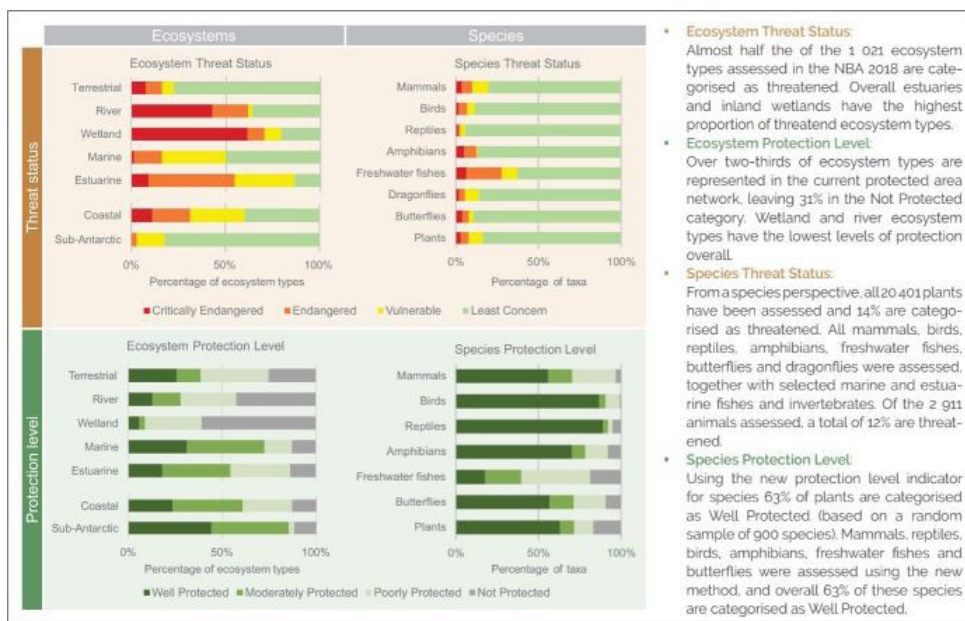 Ecosystems
Species
Threat status
Ecosystem Threat Status
Terrestrial
River
Wetland
Marine
Estuarine
Coastal
Sub-Antarctic
0%
50%
100%
Percentage of ecosystem types
Species Threat Status
Mammals
Birds
Reptiles
Amphibians
Freshwater fishes
Dragonflies
Butterflies
Plants
0%
50%
100%
Percentage of taxa
Critically Endangered Endangered Vulnerable Least Concern
Protection level
Ecosystem Protection Level
Terrestrial
River
Wetland
Marine
Estuarine
Coastal
Sub-Antarctic
0%
50%
100%
Percentage of ecosystem types
Species Protection Level
Mammals
Birds
Reptiles
Amphibians
Freshwater fishes
Butterflies
Plants
0%
50%
100%
Percentage of taxa
Well Protected Moderately Protected Poorly Protected Not Protected
• Ecosystem Threat Status:
Almost half the of the 1 021 ecosystem
types assessed in the NBA 2018 are cate-
gorised as threatened. Overall estuaries
and inland wetlands have the highest
proportion of threatend ecosystem types.
• Ecosystem Protection Level:
Over two-thirds of ecosystem types are
represented in the current protected area
network, leaving 31% in the Not Protected
category. Wetland and river ecosystem
types have the lowest levels of protection
overall.
• Species Threat Status:
From a species perspective, all 20 401 plants
have been assessed and 14% are catego-
rised as threatened. All mammals, birds,
reptiles, amphibians, freshwater fishes,
butterflies and dragonflies were assessed,
together with selected marine and estua-
rine fishes and invertebrates. Of the 2 911
animals assessed, a total of 12% are threat-
ened.
• Species Protection Level:
Using the new protection level indicator
for species 63% of plants are categorised
as Well Protected (based on a random
sample of 900 species). Mammals, reptiles,
birds, amphibians, freshwater fishes and
butterflies were assessed using the new
method, and overall 63% of these species
are categorised as Well Protected.